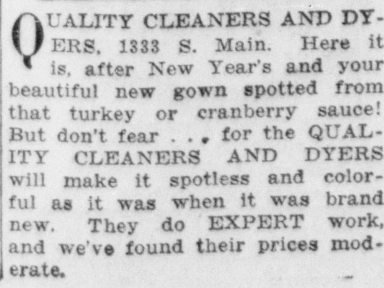 QUALITY CLEANERS AND DY-
ERS, 1333 S. Main. Here it
is, after New Year's and your
beautiful new gown spotted from
that turkey or cranberry sauce!
But don't fear . . . for the QUAL-
ITY CLEANERS AND DYERS
will make it spotless and color-
ful as it was when it was brand
new. They do EXPERT work,
and we've found their prices mod-
erate.